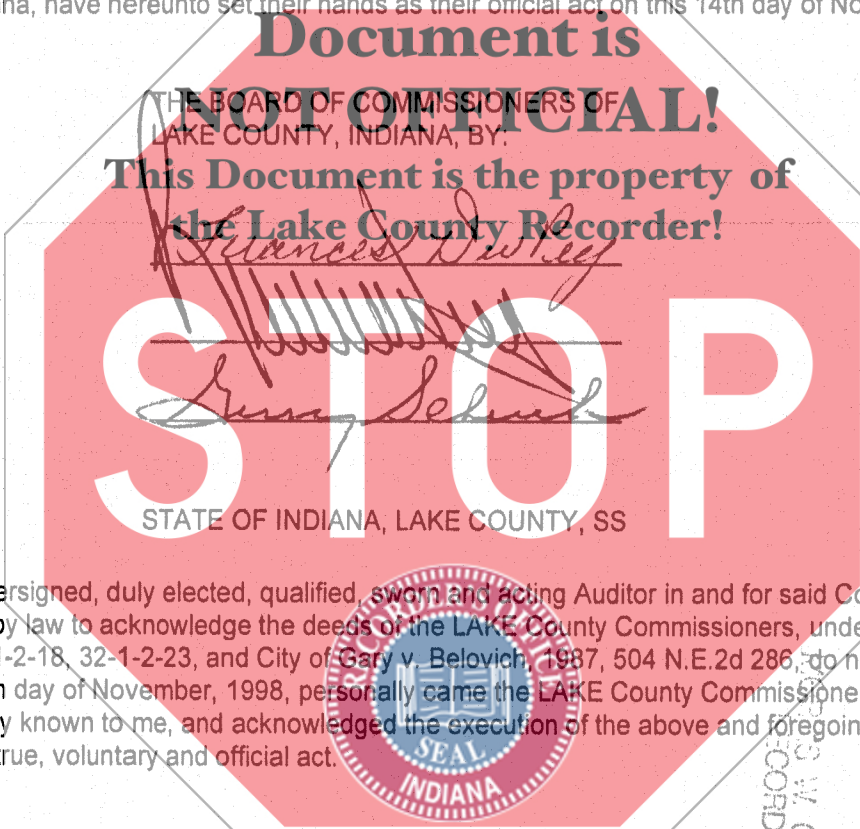 na, have hereunto set their hands as their official act on this 14th day of No
Document is
NOT OFFICIAL!
THE BOARD OF COMMISSIONERS OF
LAKE COUNTY, INDIANA, BY:
This Document is the property of
the Lake County Recorder!
Frances DuPey
STOP
STATE OF INDIANA, LAKE COUNTY, SS
ersigned, duly elected, qualified, sworn and acting Auditor in and for said Co
by law to acknowledge the deeds of the LAKE County Commissioners, unde
-2-18, 32-1-2-23, and City of Gary v. Belovich, 1987, 504 N.E.2d 286, do h
day of November, 1998, personally came the LAKE County Commissione
y known to me, and acknowledged the execution of the above and foregoin
rue, voluntary and official act.
RECORDER'S OFFICE
SEAL
INDIANA